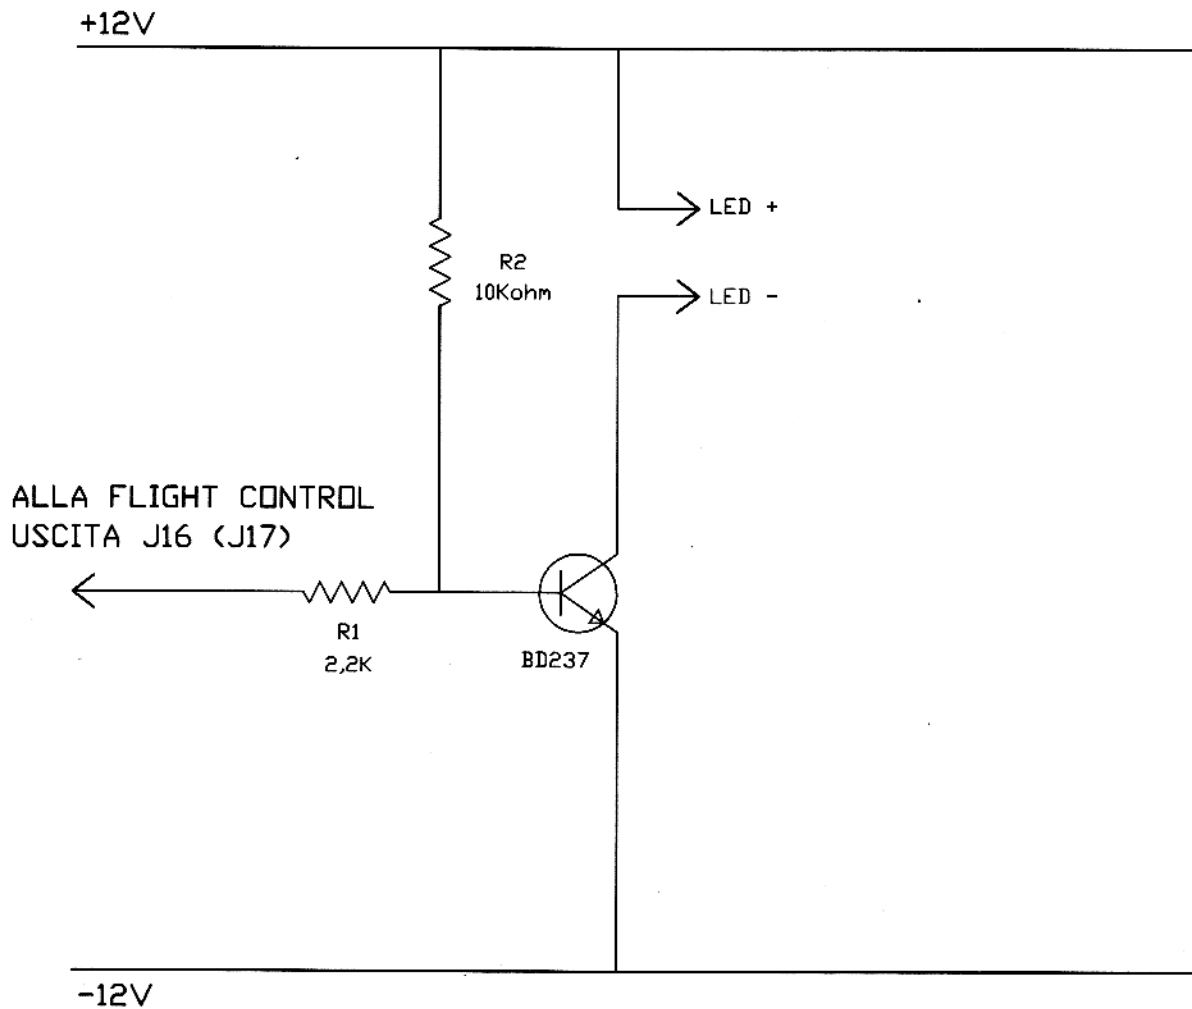 +12V
LED +
R2
10Kohm
LED -
ALLA FLIGHT CONTROL
USCITA J16 (J17)
R1
2,2K
BD237
-12V